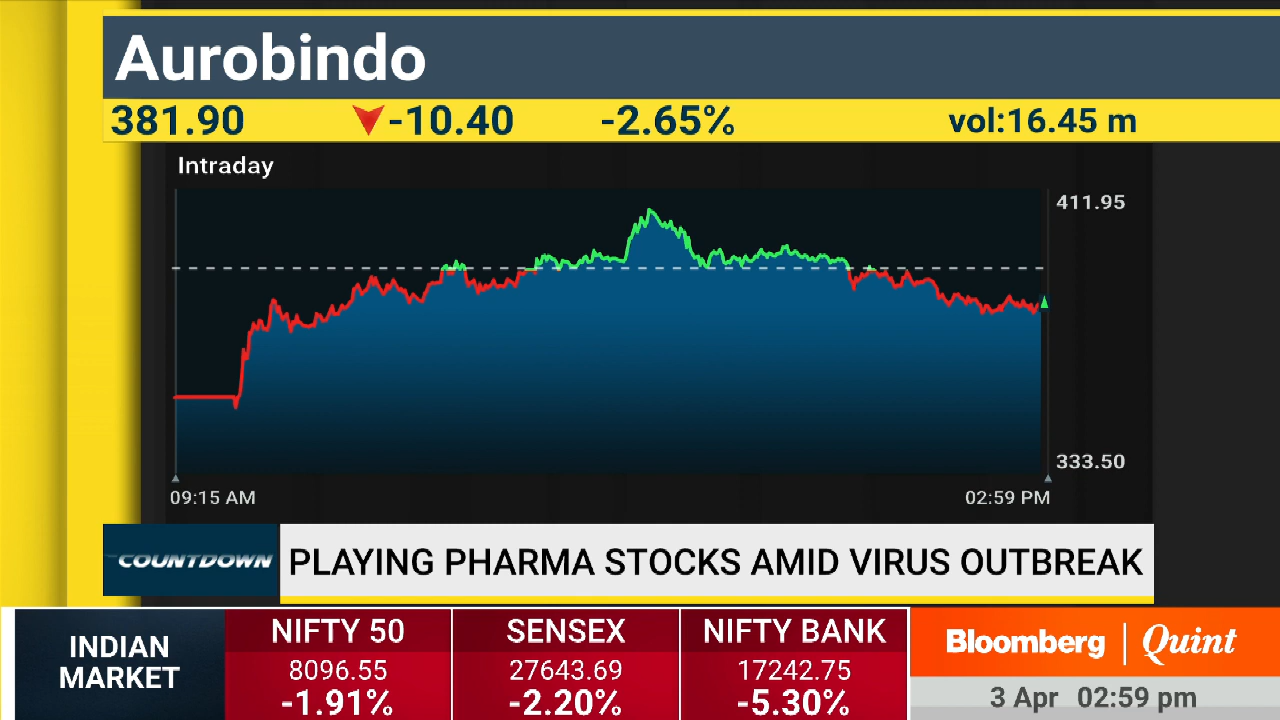 Aurobindo
381.90 -10.40 -2.65% vol:16.45 m
Intraday
411.95
333.50
09:15 AM 02:59 PM
COUNTDOWN PLAYING PHARMA STOCKS AMID VIRUS OUTBREAK
INDIAN MARKET
NIFTY 50
8096.55
-1.91%
SENSEX
27643.69
-2.20%
NIFTY BANK
17242.75
-5.30%
Bloomberg | Quint
3 Apr 02:59 pm